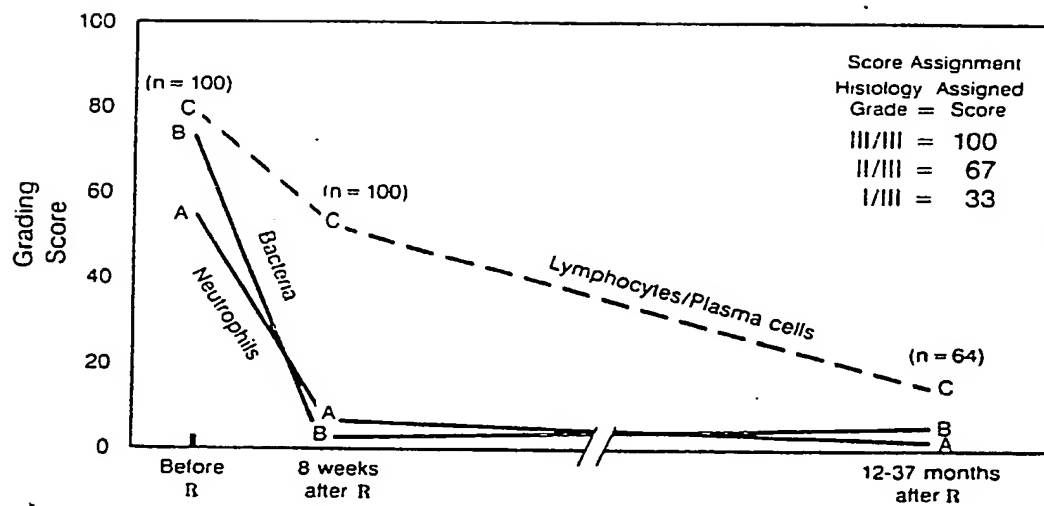 100
80
60
40
20
0
Grading
Score
(n = 100)
C
B
A
Bacteria
Neutrophils
(n = 100)
C
A
B
Lymphocytes/Plasma cells
(n = 64)
C
B
A
Score Assignment
Histology Assigned
Grade = Score
III/III = 100
II/III = 67
I/III = 33
Before
R
8 weeks
after R
12-37 months
after R